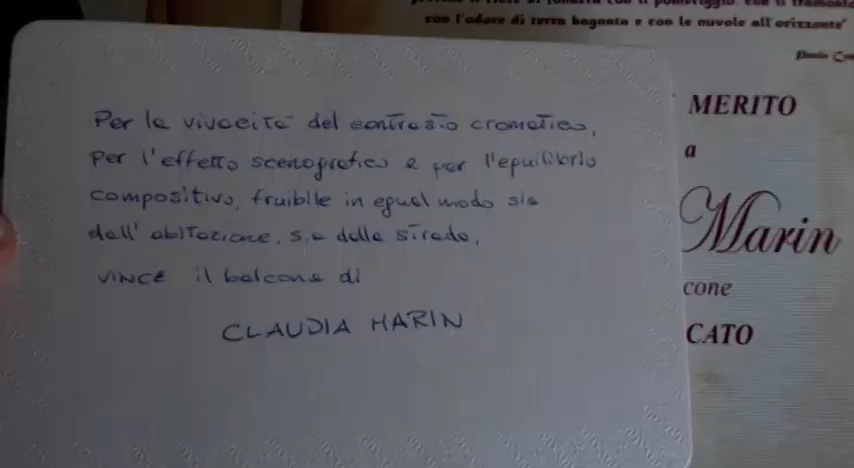 con l'odore di terra bagnata e con le nuvole all'orizzonte"
Per la vivacità del contrasto cromatico,
per l'effetto scenografico e per l'equilibrio
compositivo, fruibile in egual modo sia
dall'abitazione, sia dalla strada,
VINCE il balcone di
CLAUDIA MARIN
MERITO
a
Marin
cone
CATO